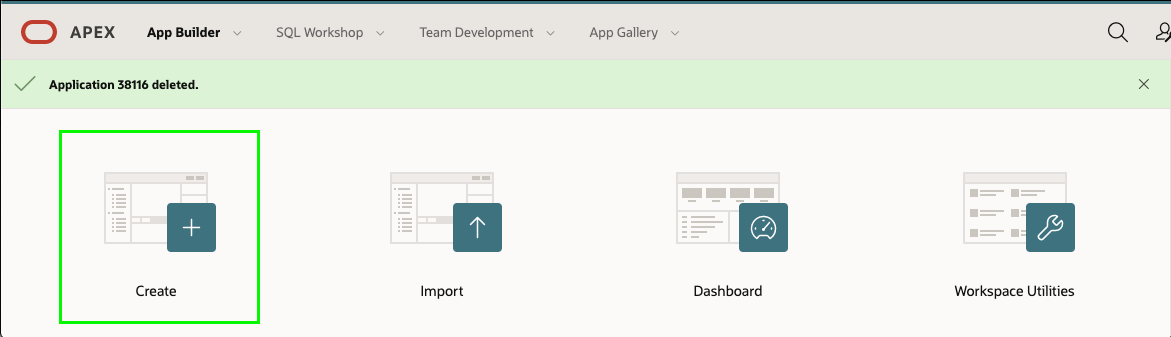 APEX App Builder SQL Workshop Team Development App Gallery
Application 38116 deleted.
Create Import Dashboard Workspace Utilities